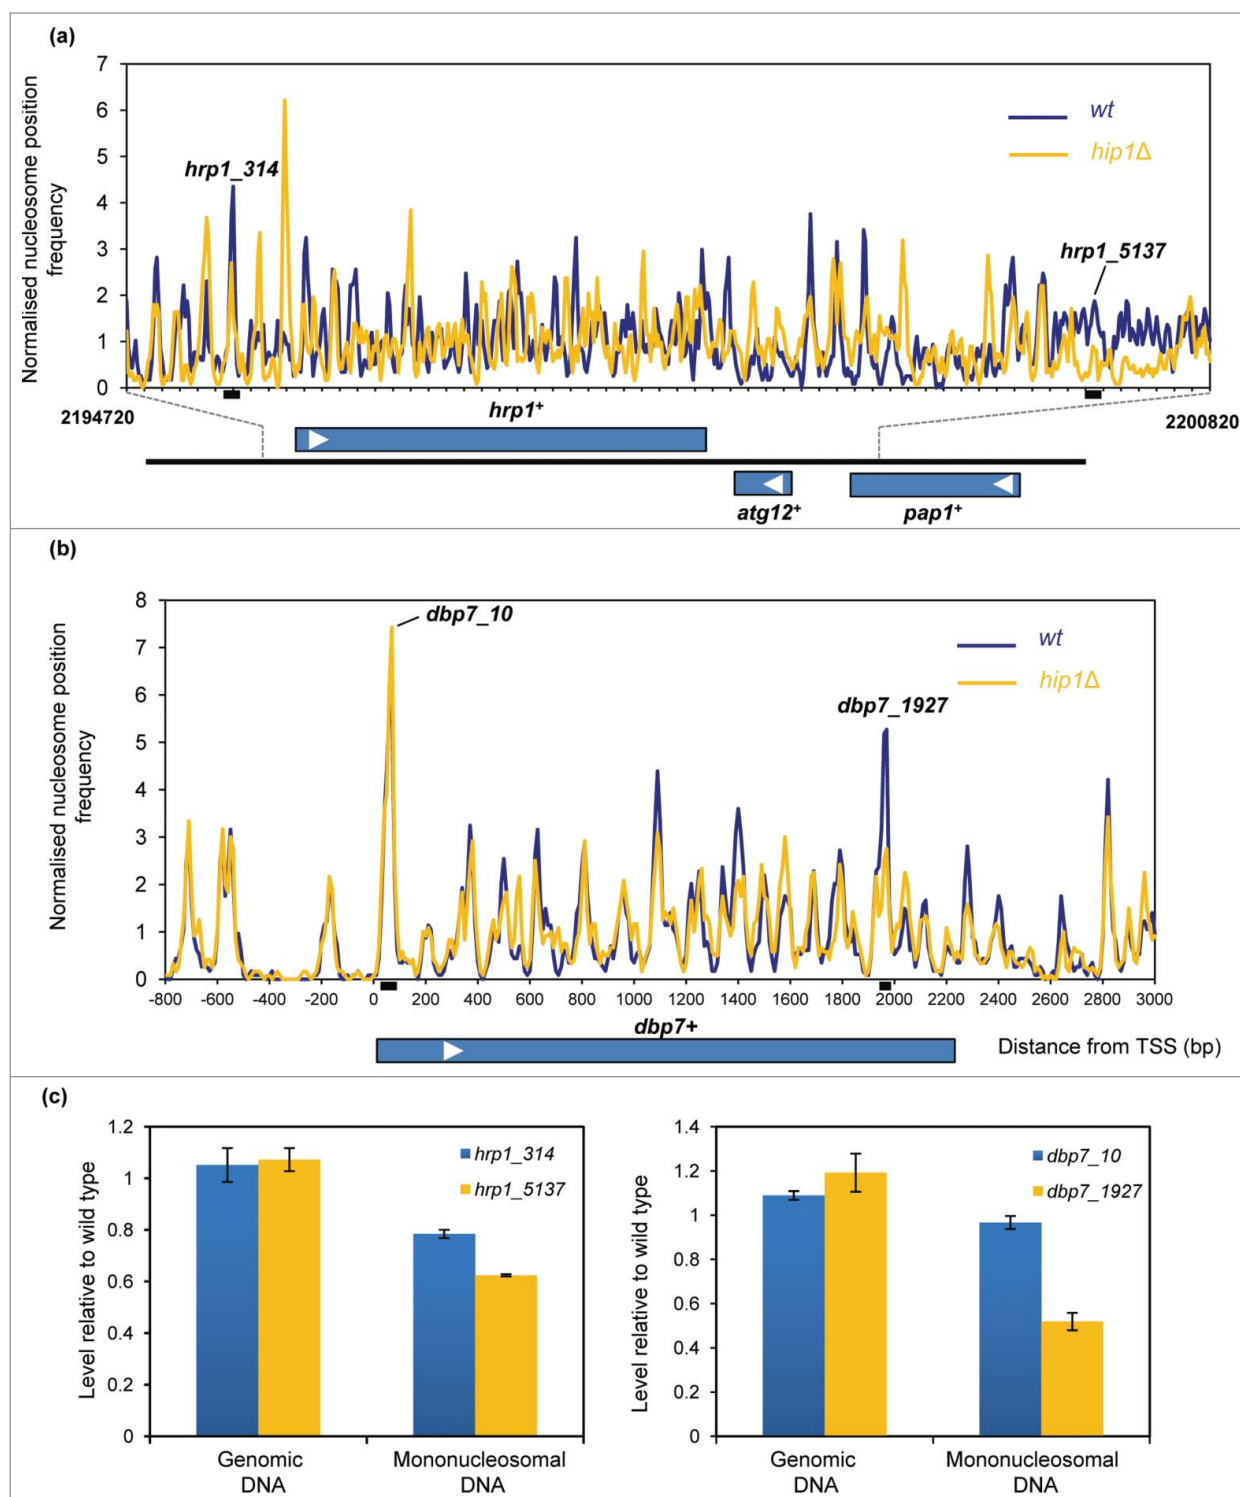 (a)
Normalised nucleosome position
frequency
7
6
5
4
3
2
1
0
wt
hip1Δ
hrp1_314
hrp1_5137
2194720
2200820
hrp1+
atg12+
pap1+
(b)
Normalised nucleosome position
frequency
8
7
6
5
4
3
2
1
0
dbp7_10
wt
hip1Δ
dbp7_1927
-800 -600 -400 -200 0 200 400 600 800 1000 1200 1400 1600 1800 2000 2200 2400 2600 2800 3000
dbp7+
Distance from TSS (bp)
(c)
Level relative to wild type
1.2
1
0.8
0.6
0.4
0.2
0
hrp1_314
hrp1_5137
Genomic
DNA
Mononucleosomal
DNA
Level relative to wild type
1.4
1.2
1
0.8
0.6
0.4
0.2
0
dbp7_10
dbp7_1927
Genomic
DNA
Mononucleosomal
DNA